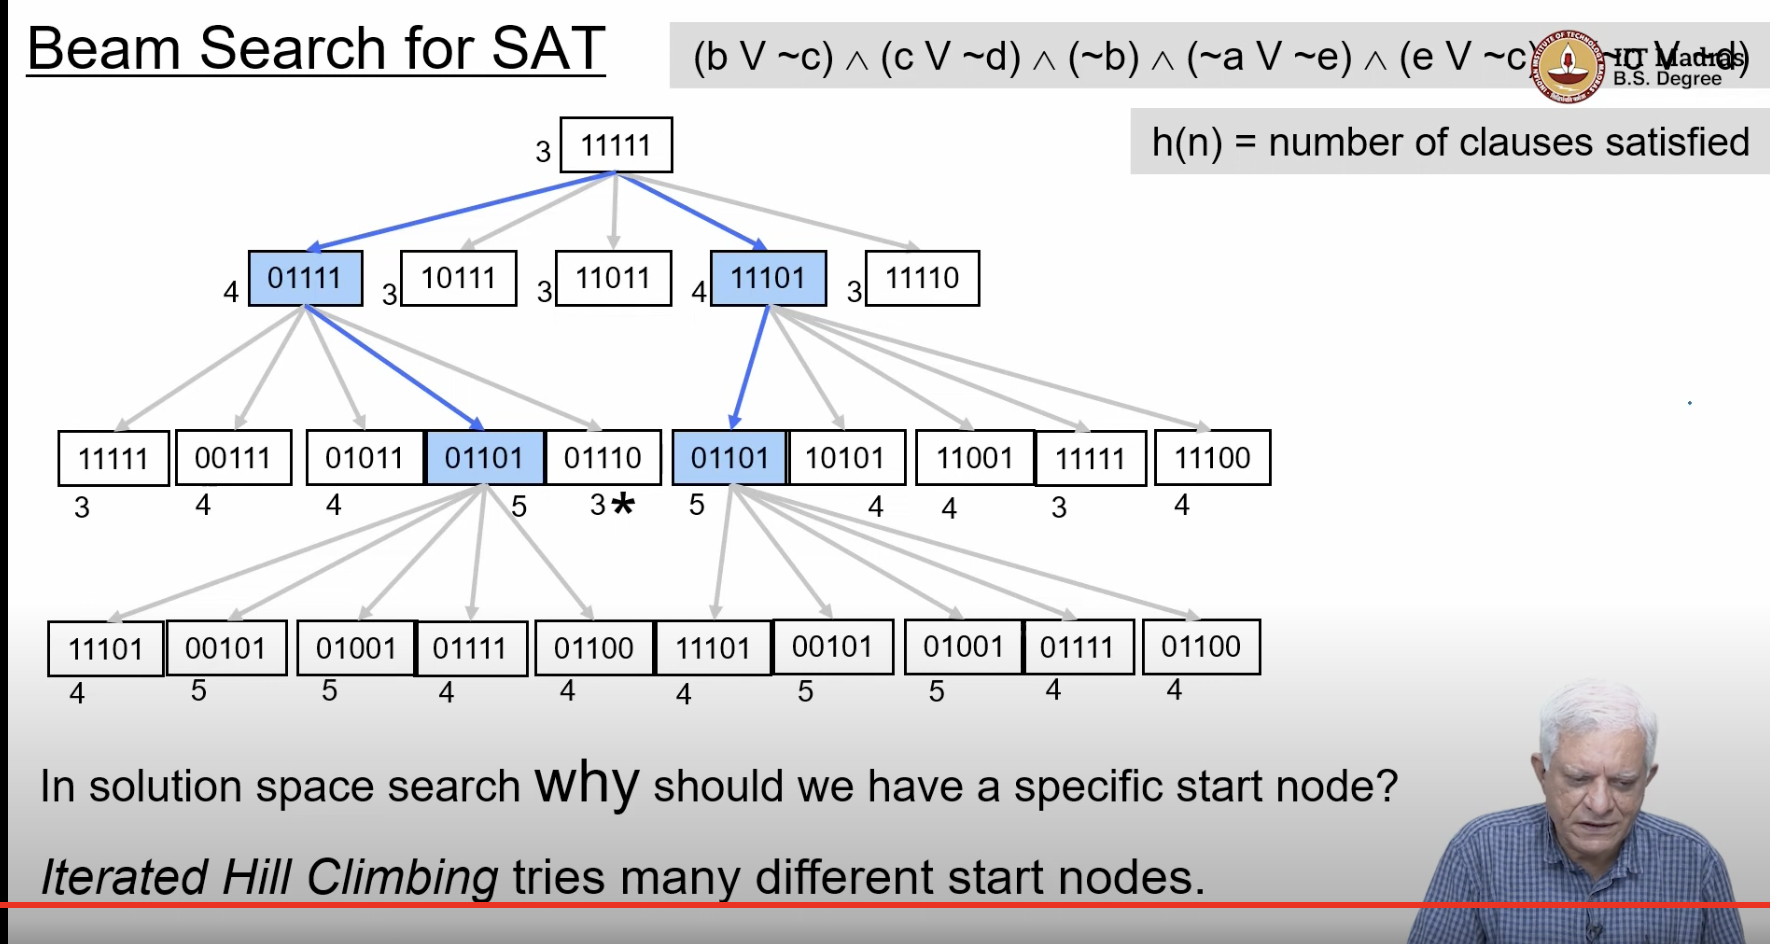 Beam Search for SAT
(b V ~c) ∧ (c V ~d) ∧ (~b) ∧ (~a V ~e) ∧ (e V ~c) V ~d)
IIT Madras
B.S. Degree
h(n) = number of clauses satisfied
3 11111
4 01111 3 10111 3 11011 4 11101 3 11110
11111 00111 01011 01101 01110 01101 10101 11001 11111 11100
3 4 4 5 3* 5 4 4 3 4
11101 00101 01001 01111 01100 11101 00101 01001 01111 01100
4 5 5 4 4 4 5 5 4 4
In solution space search why should we have a specific start node?
Iterated Hill Climbing tries many different start nodes.